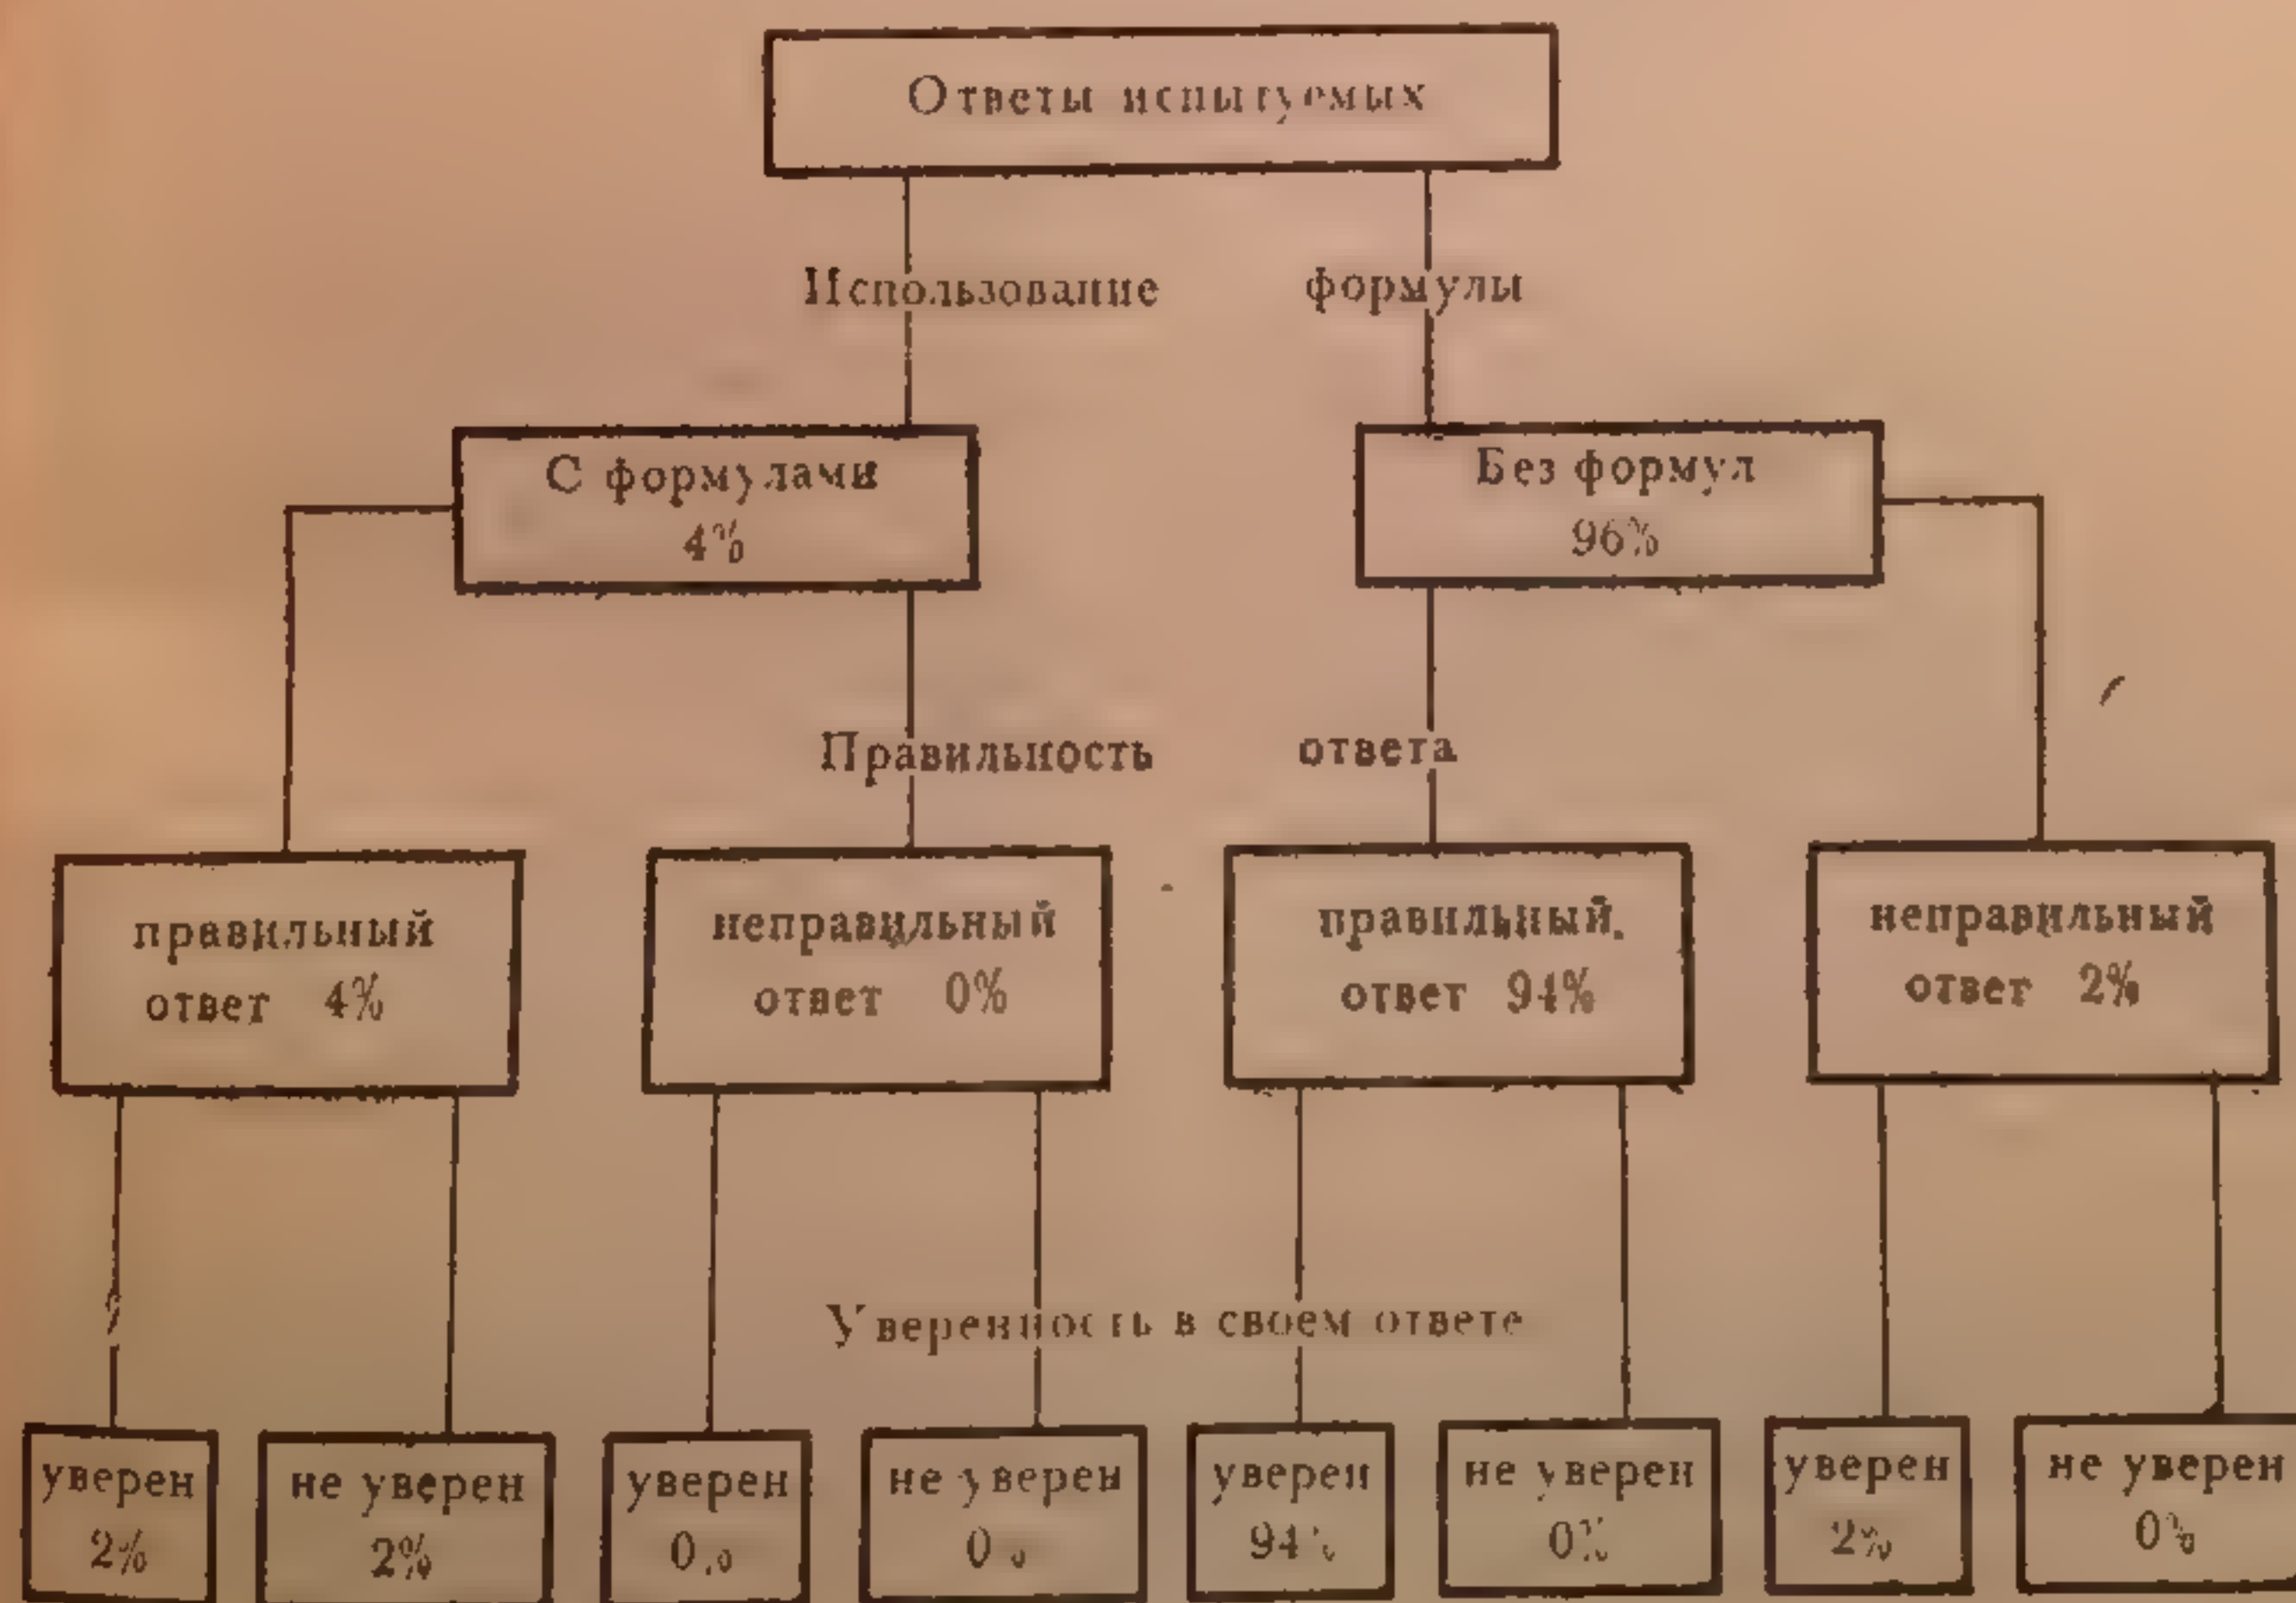 Ответы испытуемых
Использование формулы
С формулами
4%
Без формул
96%
Правильность ответа
правильный
ответ 4%
неправильный
ответ 0%
правильный
ответ 94%
неправильный
ответ 2%
Уверенность в своем ответе
уверен
2%
не уверен
2%
уверен
0%
не уверен
0%
уверен
94%
не уверен
0%
уверен
2%
не уверен
0%